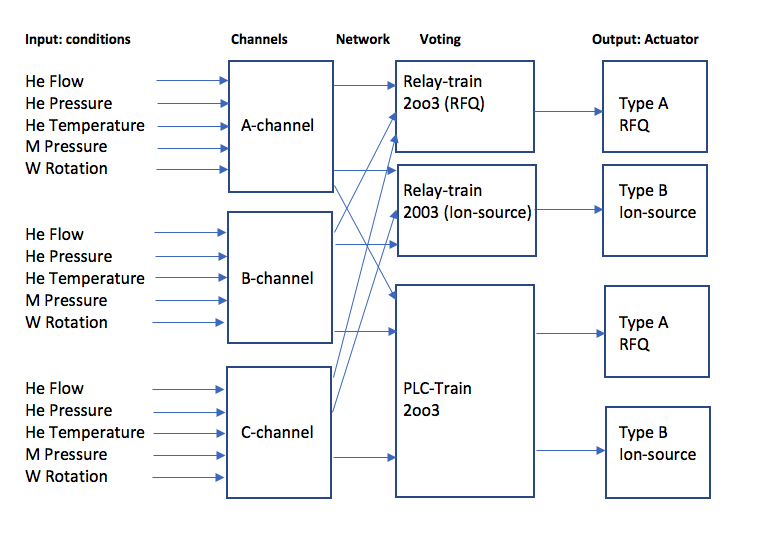 Input: conditions
Channels
Network
Voting
Output: Actuator
He Flow
He Pressure
He Temperature
M Pressure
W Rotation
A-channel
Relay-train
2oo3 (RFQ)
Type A
RFQ
Relay-train
2003 (Ion-source)
Type B
Ion-source
He Flow
He Pressure
He Temperature
M Pressure
W Rotation
B-channel
PLC-Train
2oo3
Type A
RFQ
He Flow
He Pressure
He Temperature
M Pressure
W Rotation
C-channel
Type B
Ion-source